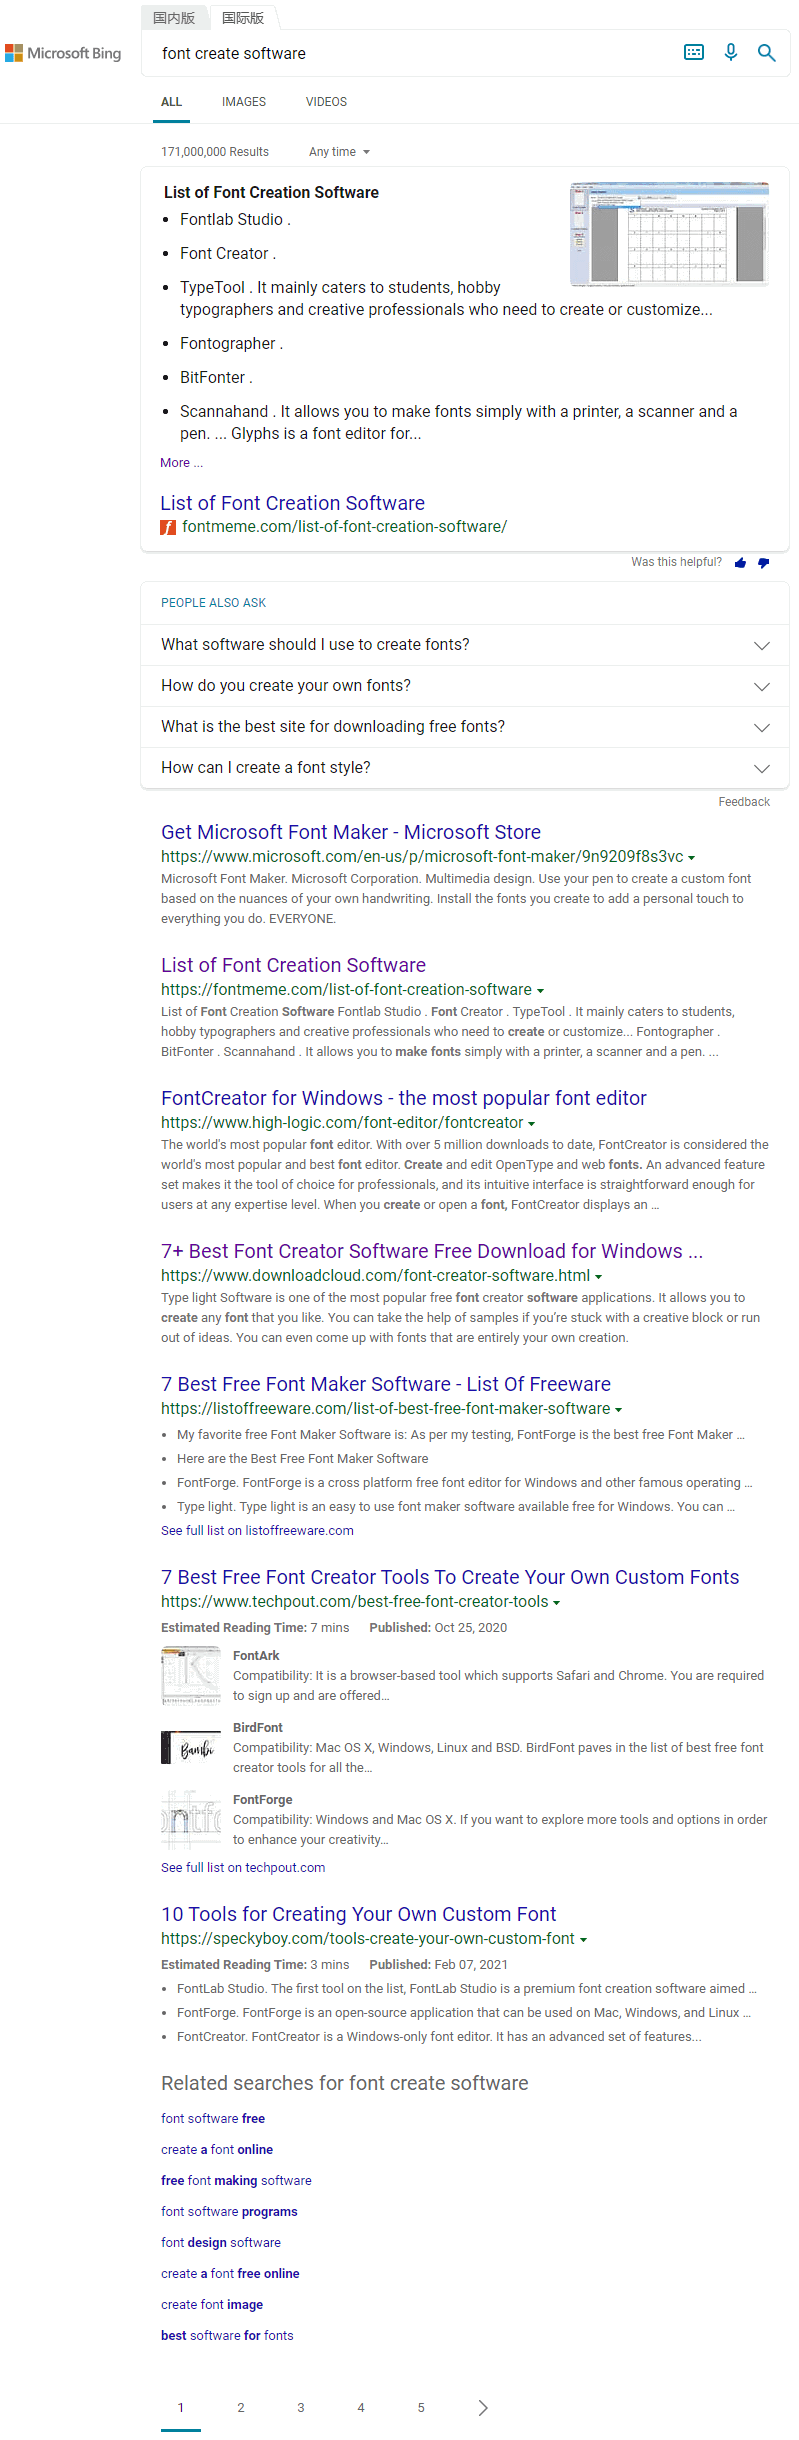 国内版 国际版
Microsoft Bing
font create software
ALL IMAGES VIDEOS
171,000,000 Results Any time
List of Font Creation Software
Fontlab Studio .
Font Creator .
TypeTool . It mainly caters to students, hobby
typographers and creative professionals who need to create or customize...
Fontographer .
BitFonter .
Scannahand . It allows you to make fonts simply with a printer, a scanner and a
pen. ... Glyphs is a font editor for...
More ...
List of Font Creation Software
fontmeme.com/list-of-font-creation-software/
Was this helpful?
PEOPLE ALSO ASK
What software should I use to create fonts?
How do you create your own fonts?
What is the best site for downloading free fonts?
How can I create a font style?
Feedback
Get Microsoft Font Maker - Microsoft Store
https://www.microsoft.com/en-us/p/microsoft-font-maker/9n9209f8s3vc
Microsoft Font Maker. Microsoft Corporation. Multimedia design. Use your pen to create a custom font
based on the nuances of your own handwriting. Install the fonts you create to add a personal touch to
everything you do. EVERYONE.
List of Font Creation Software
https://fontmeme.com/list-of-font-creation-software
List of Font Creation Software Fontlab Studio . Font Creator . TypeTool . It mainly caters to students,
hobby typographers and creative professionals who need to create or customize... Fontographer .
BitFonter . Scannahand . It allows you to make fonts simply with a printer, a scanner and a pen. ...
FontCreator for Windows - the most popular font editor
https://www.high-logic.com/font-editor/fontcreator
The world's most popular font editor. With over 5 million downloads to date, FontCreator is considered the
world's most popular and best font editor. Create and edit OpenType and web fonts. An advanced feature
set makes it the tool of choice for professionals, and its intuitive interface is straightforward enough for
users at any expertise level. When you create or open a font, FontCreator displays an ...
7+ Best Font Creator Software Free Download for Windows ...
https://www.downloadcloud.com/font-creator-software.html
Type light Software is one of the most popular free font creator software applications. It allows you to
create any font that you like. You can take the help of samples if you're stuck with a creative block or run
out of ideas. You can even come up with fonts that are entirely your own creation.
7 Best Free Font Maker Software - List Of Freeware
https://listoffreeware.com/list-of-best-free-font-maker-software
My favorite free Font Maker Software is: As per my testing, FontForge is the best free Font Maker ...
Here are the Best Free Font Maker Software
FontForge. FontForge is a cross platform free font editor for Windows and other famous operating ...
Type light. Type light is an easy to use font maker software available free for Windows. You can ...
See full list on listoffreeware.com
7 Best Free Font Creator Tools To Create Your Own Custom Fonts
https://www.techpout.com/best-free-font-creator-tools
Estimated Reading Time: 7 mins Published: Oct 25, 2020
FontArk
Compatibility: It is a browser-based tool which supports Safari and Chrome. You are required
to sign up and are offered...
BirdFont
Bambi
Compatibility: Mac OS X, Windows, Linux and BSD. BirdFont paves in the list of best free font
creator tools for all the...
FontForge
Compatibility: Windows and Mac OS X. If you want to explore more tools and options in order
to enhance your creativity...
See full list on techpout.com
10 Tools for Creating Your Own Custom Font
https://speckyboy.com/tools-create-your-own-custom-font
Estimated Reading Time: 3 mins Published: Feb 07, 2021
FontLab Studio. The first tool on the list, FontLab Studio is a premium font creation software aimed ...
FontForge. FontForge is an open-source application that can be used on Mac, Windows, and Linux ...
FontCreator. FontCreator is a Windows-only font editor. It has an advanced set of features...
Related searches for font create software
font software free
create a font online
free font making software
font software programs
font design software
create a font free online
create font image
best software for fonts
1 2 3 4 5